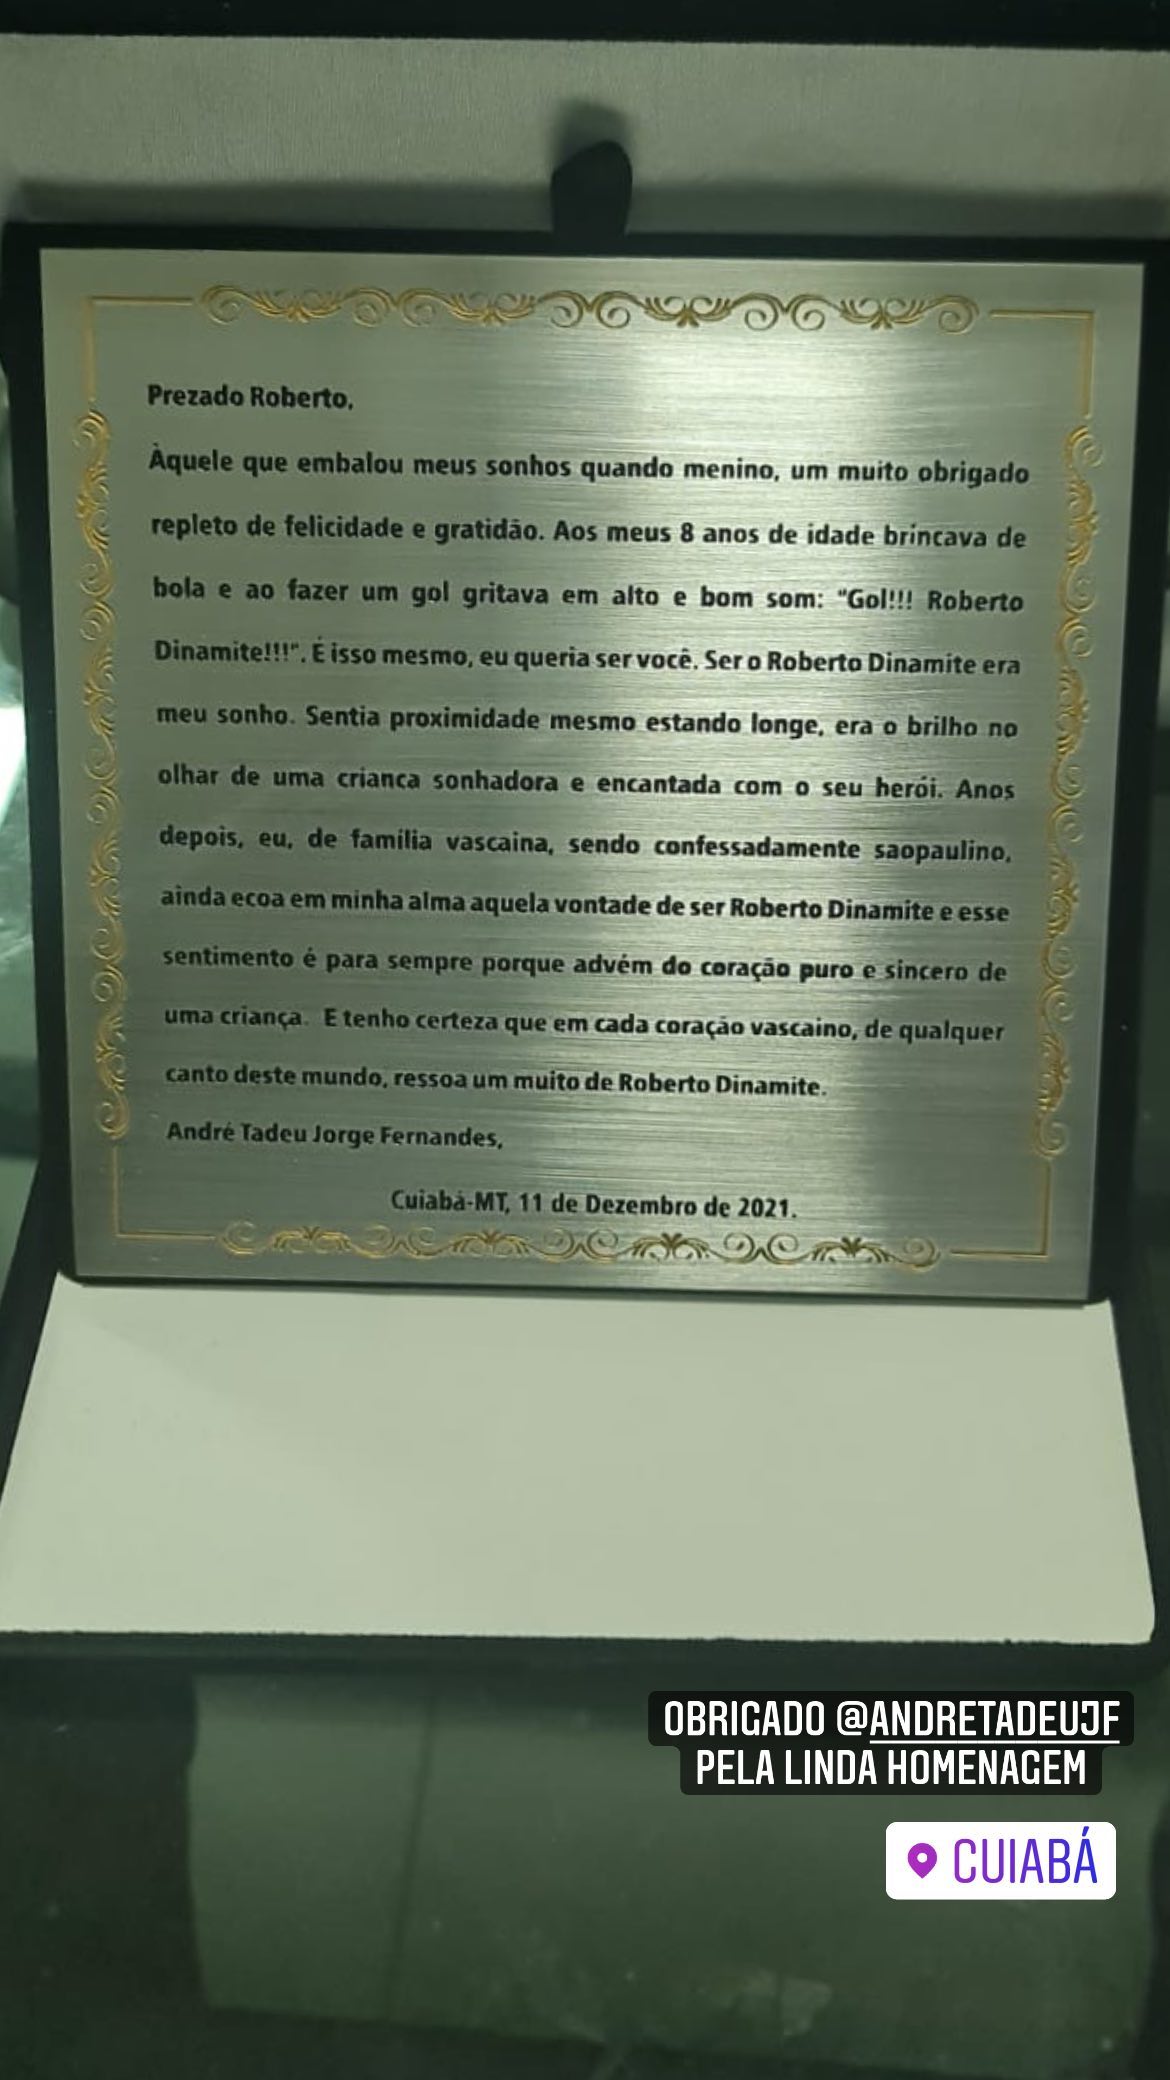 Prezado Roberto,
Àquele que embalou meus sonhos quando menino, um muito obrigado
repleto de felicidade e gratidão. Aos meus 8 anos de idade brincava de
bola e ao fazer um gol gritava em alto e bom som: "Gol!!! Roberto
Dinamite!!!". É isso mesmo, eu queria ser você. Ser o Roberto Dinamite era
meu sonho. Sentia proximidade mesmo estando longe, era o brilho no
olhar de uma crianca sonhadora e encantada com o seu herói. Anos
depois, eu, de família vascaina, sendo confessadamente saopaulino,
ainda ecoa em minha alma aquela vontade de ser Roberto Dinamite e esse
sentimento é para sempre porque advém do coração puro e sincero de
uma criança. E tenho certeza que em cada coração vascaino, de qualquer
canto deste mundo, ressoa um muito de Roberto Dinamite.
André Tadeu Jorge Fernandes,
Cuiabá-MT, 11 de Dezembro de 2021.
OBRIGADO @ANDRETADEUJF
PELA LINDA HOMENAGEM
CUIABÁ